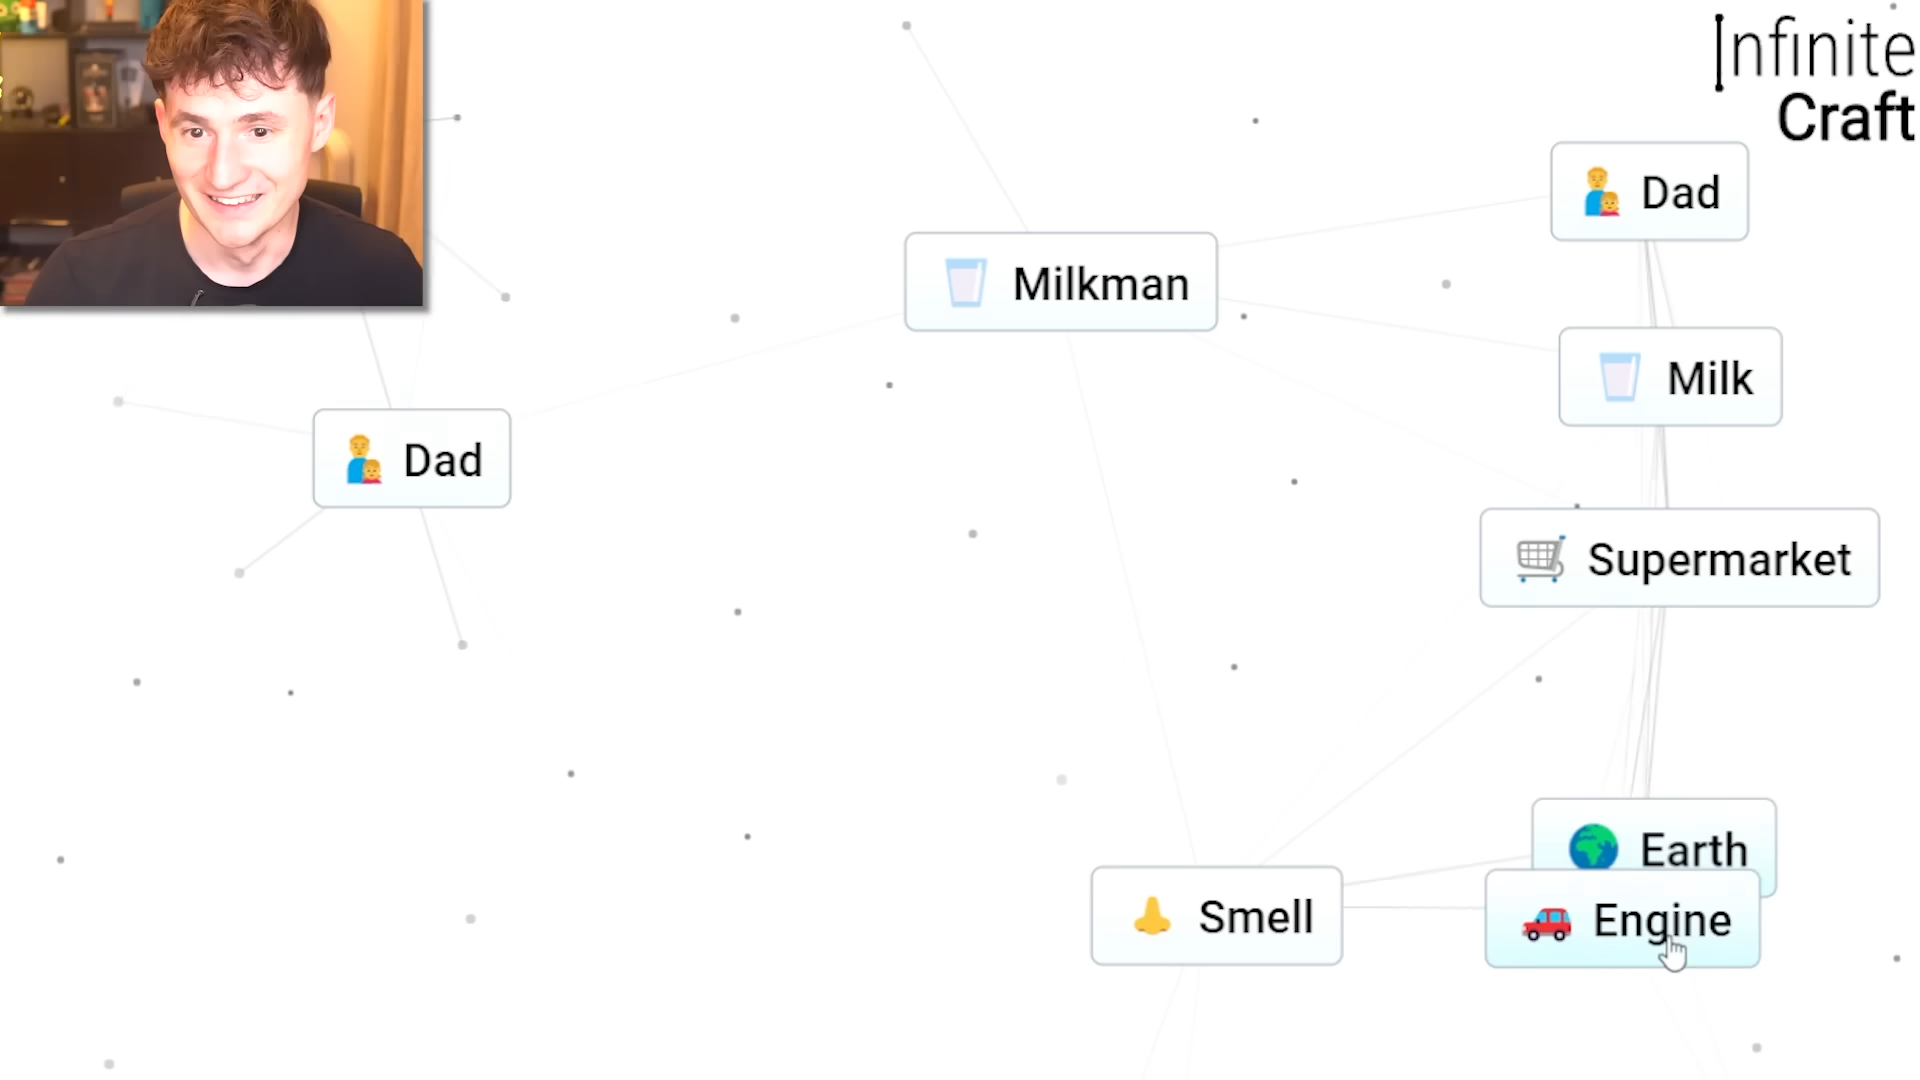 Infinite
Craft
Dad
Milkman
Milk
Dad
Supermarket
Earth
Smell
Engine